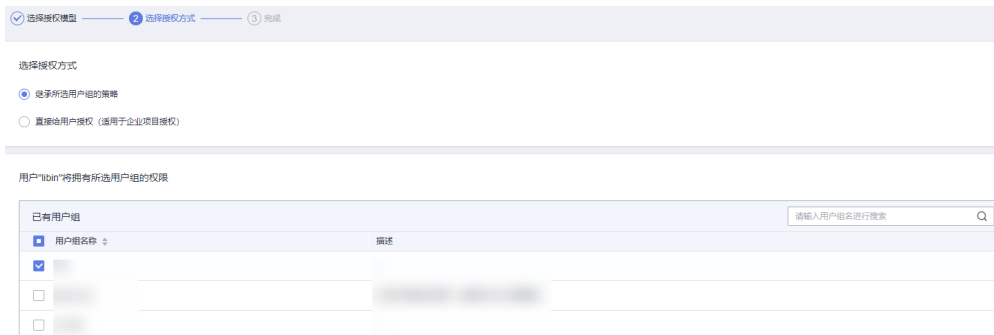 选择授权模型 2 选择授权方式 3 完成
选择授权方式
继承所选用户组的策略
直接给用户授权（适用于企业项目授权）
用户"libin"将拥有所选用户组的权限
已有用户组 请输入用户组名进行搜索
用户组名称 描述